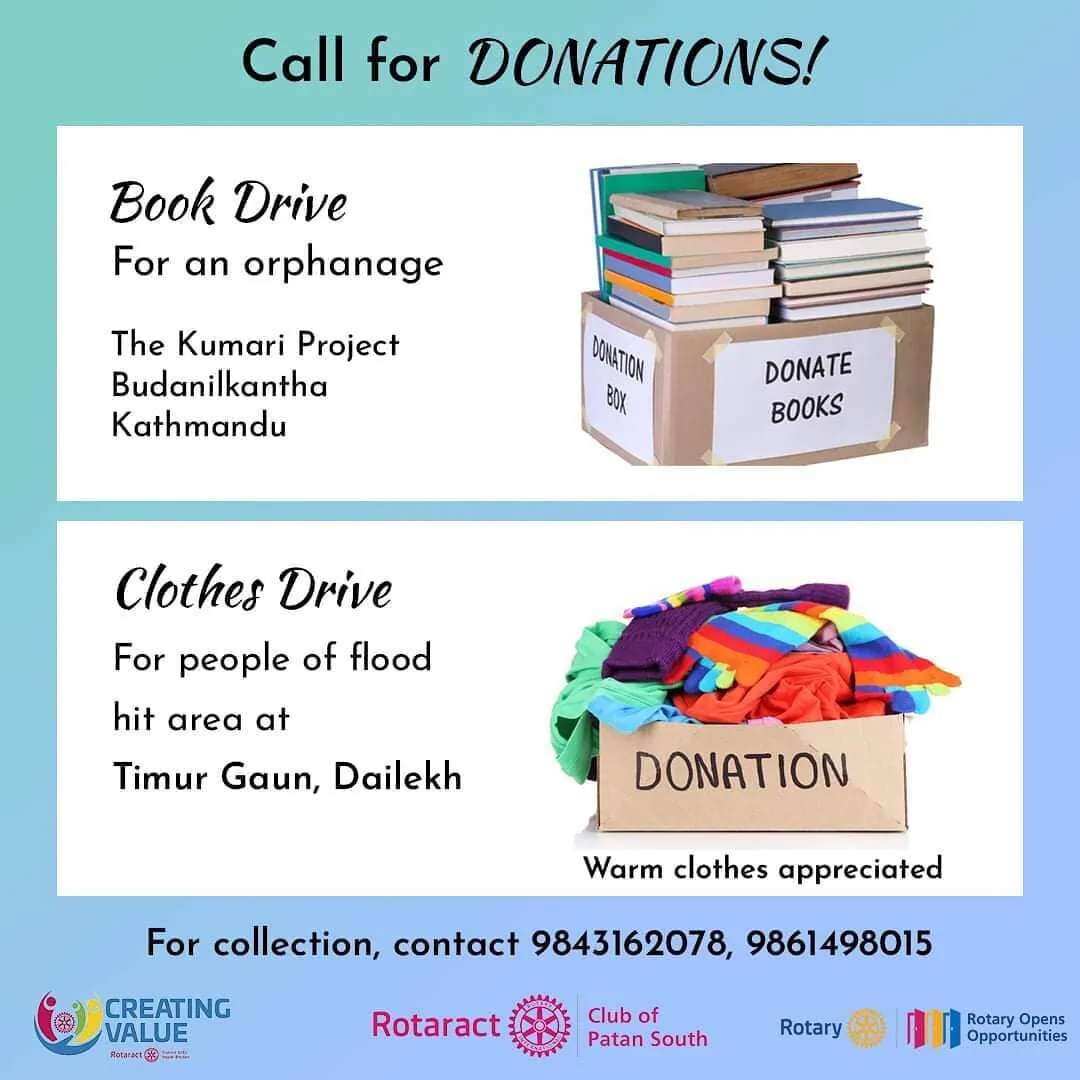 Call for DONATIONS!
Book Drive
For an orphanage
The Kumari Project
Budanilkantha
Kathmandu
DONATION
BOX
DONATE
BOOKS
Clothes Drive
For people of flood
hit area at
Timur Gaun, Dailekh
DONATION
Warm clothes appreciated
For collection, contact 9843162078, 9861498015
CREATING
VALUE
Rotaract
Rotaract
Club of
Patan South
Rotary
Rotary Opens
Opportunities